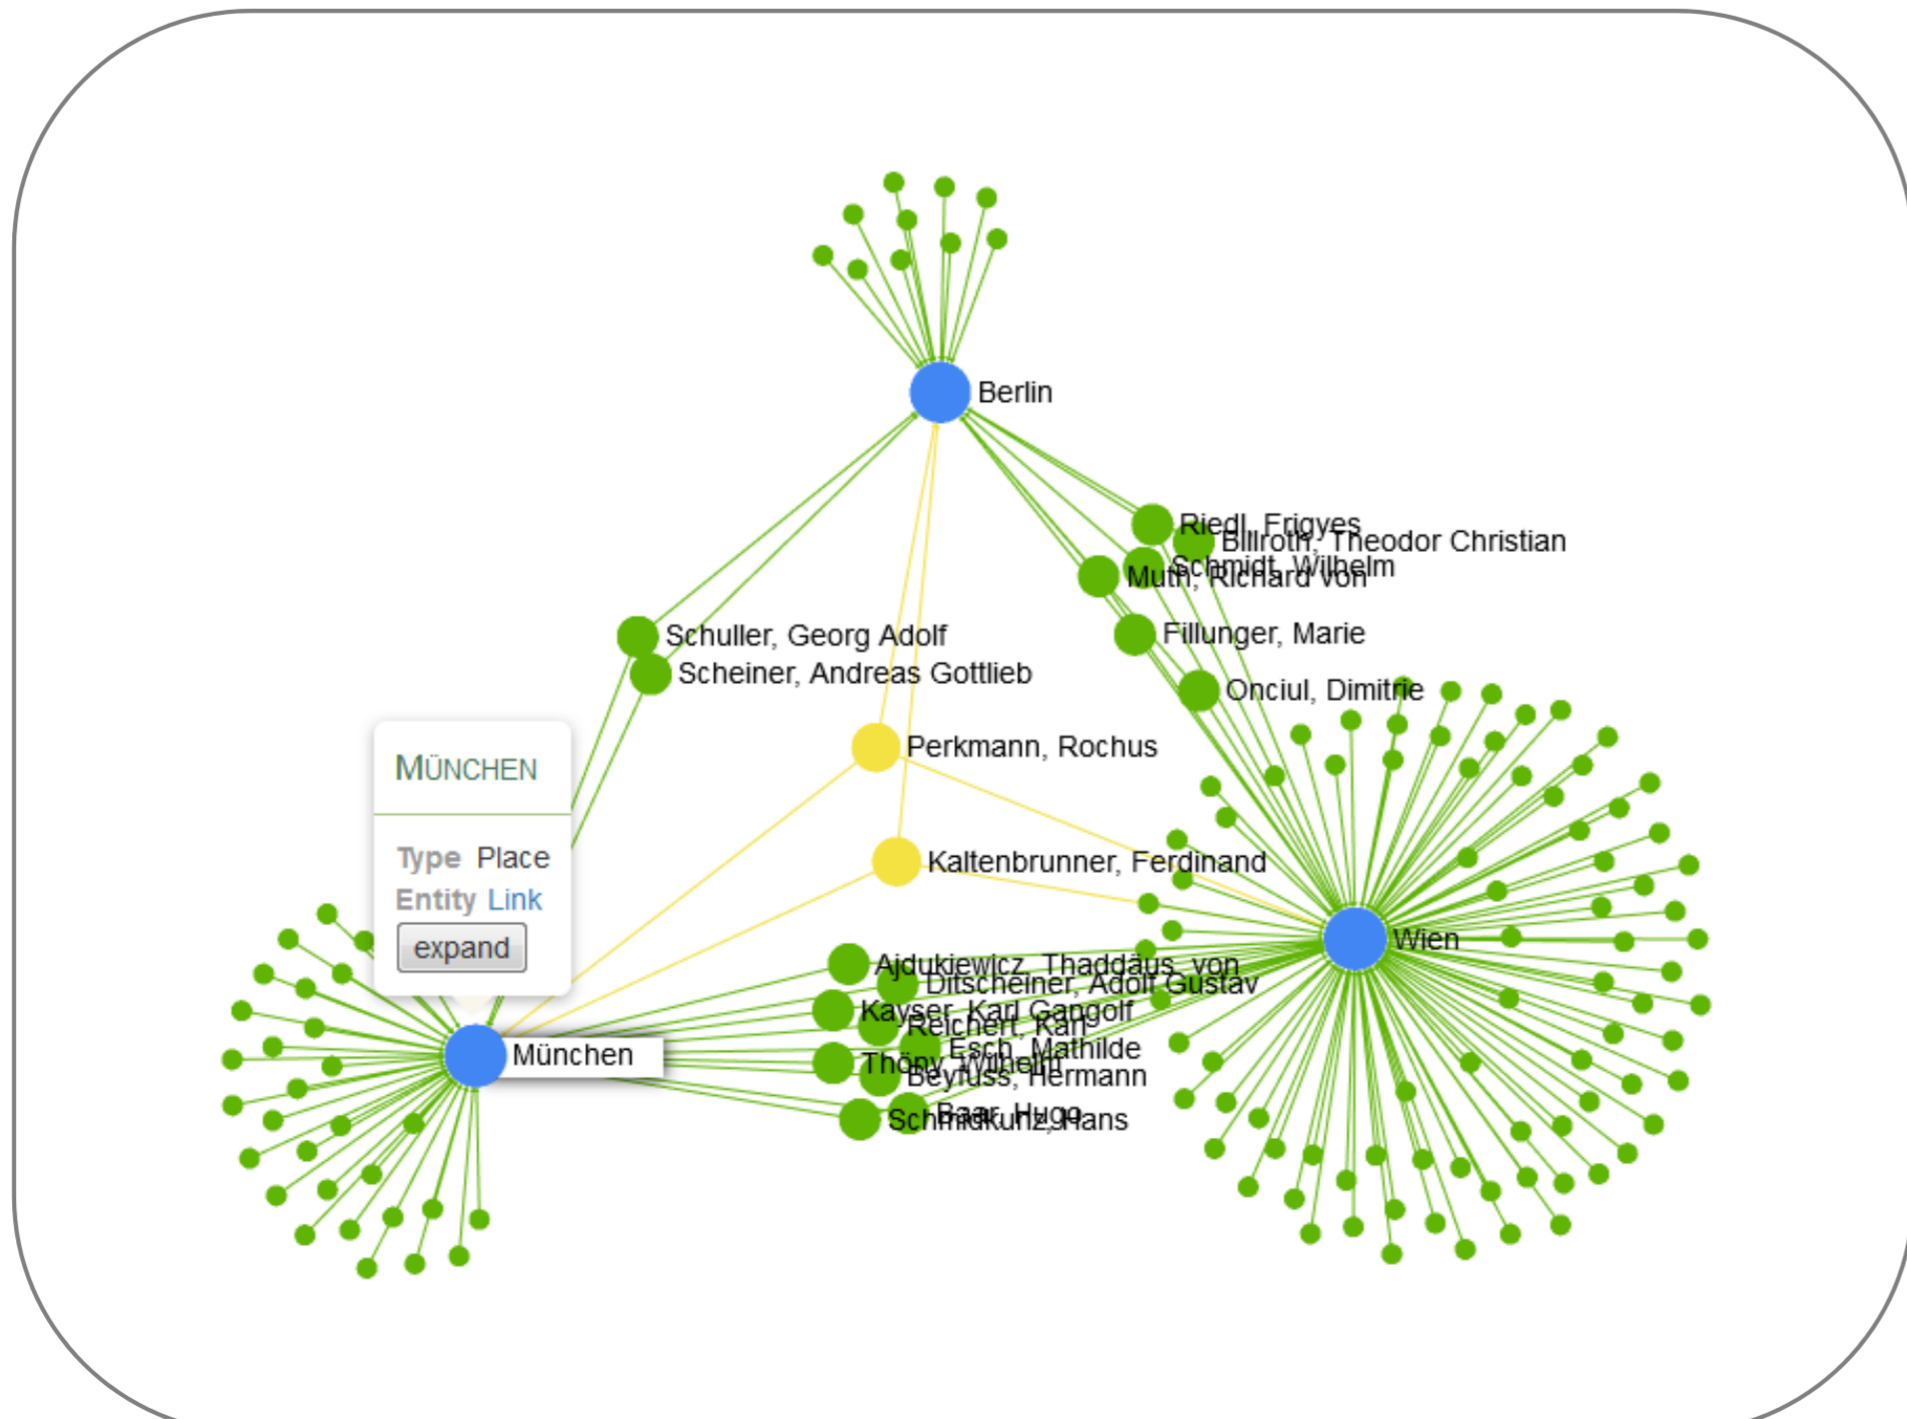 Berlin
Riedl, Frigyes
Billroth, Theodor Christian
Schmidt, Wilhelm
Muth, Richard von
Schuller, Georg Adolf
Fillunger, Marie
Scheiner, Andreas Gottlieb
Onciul, Dimitrie
Perkmann, Rochus
MÜNCHEN
Type Place
Entity Link
expand
Kaltenbrunner, Ferdinand
Wien
Ajdukiewicz, Thaddäus, von
Ditscheiner, Adolf Gustav
Kayser, Karl Gangolf
Reichert, Karl
Esch, Mathilde
München
Thöny, Wilhelm
Beyfuss, Hermann
Baar, Hugo
Schmidkunz, Hans